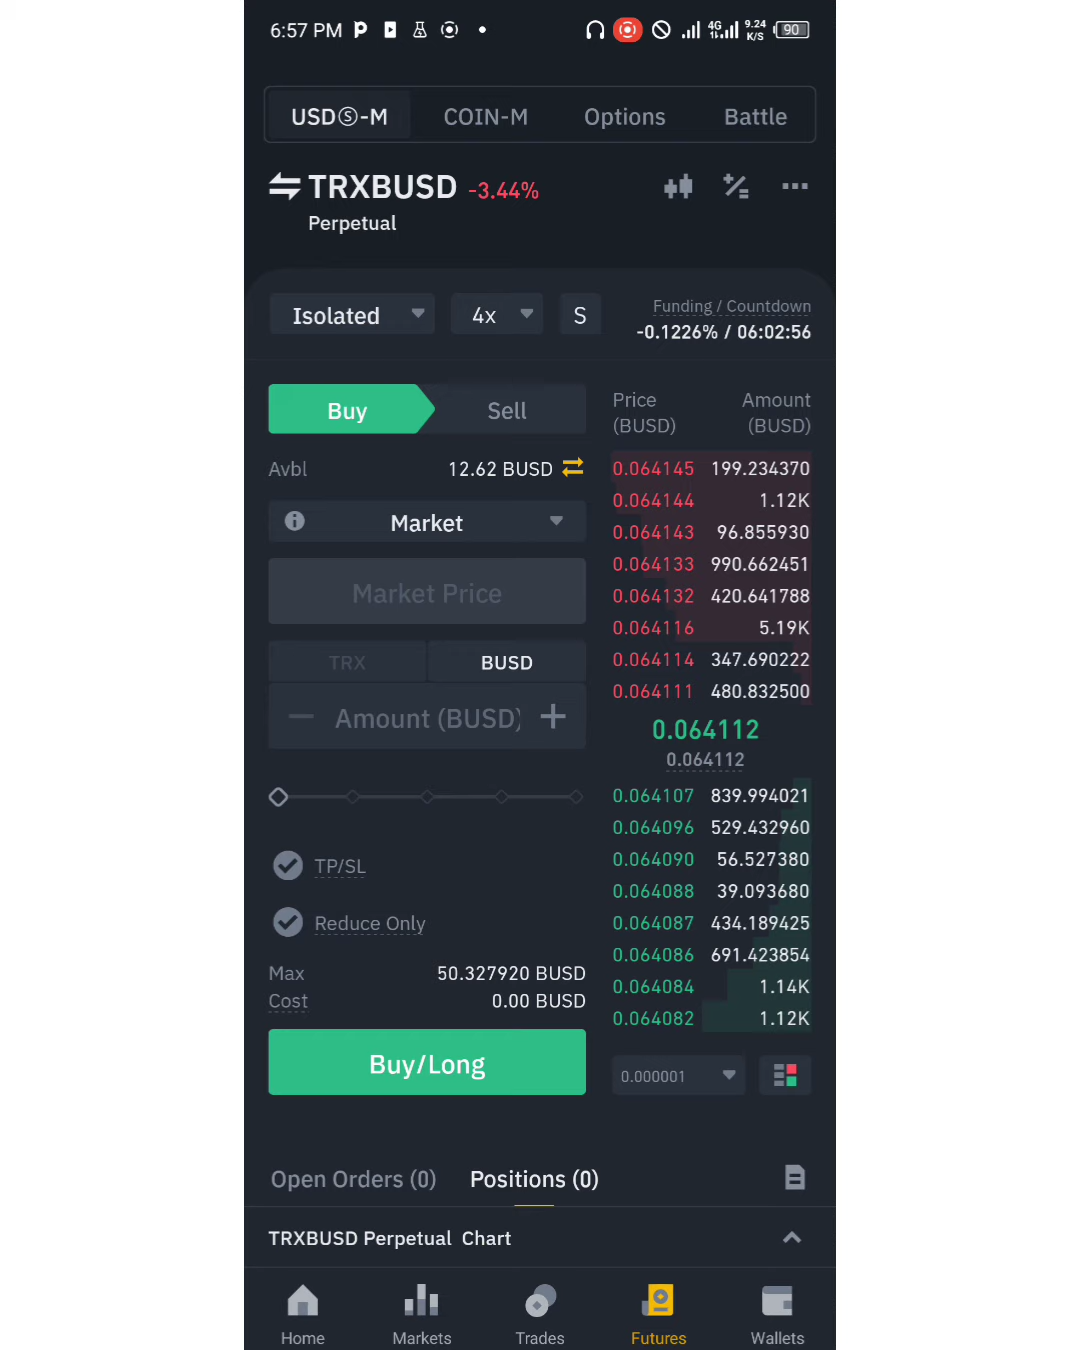 6:57 PM
4G
9.24
K/S
90
USDⓈ-M COIN-M Options Battle
TRXBUSD -3.44%
Perpetual
Isolated 4x S
Funding / Countdown
-0.1226% / 06:02:56
Buy Sell
Avbl 12.62 BUSD
Market
Market Price
TRX BUSD
Amount (BUSD)
TP/SL
Reduce Only
Max 50.327920 BUSD
Cost 0.00 BUSD
Buy/Long
Price Amount
(BUSD) (BUSD)
0.064145 199.234370
0.064144 1.12K
0.064143 96.855930
0.064133 990.662451
0.064132 420.641788
0.064116 5.19K
0.064114 347.690222
0.064111 480.832500
0.064112
0.064112
0.064107 839.994021
0.064096 529.432960
0.064090 56.527380
0.064088 39.093680
0.064087 434.189425
0.064086 691.423854
0.064084 1.14K
0.064082 1.12K
0.000001
Open Orders (0) Positions (0)
TRXBUSD Perpetual Chart
Home Markets Trades Futures Wallets